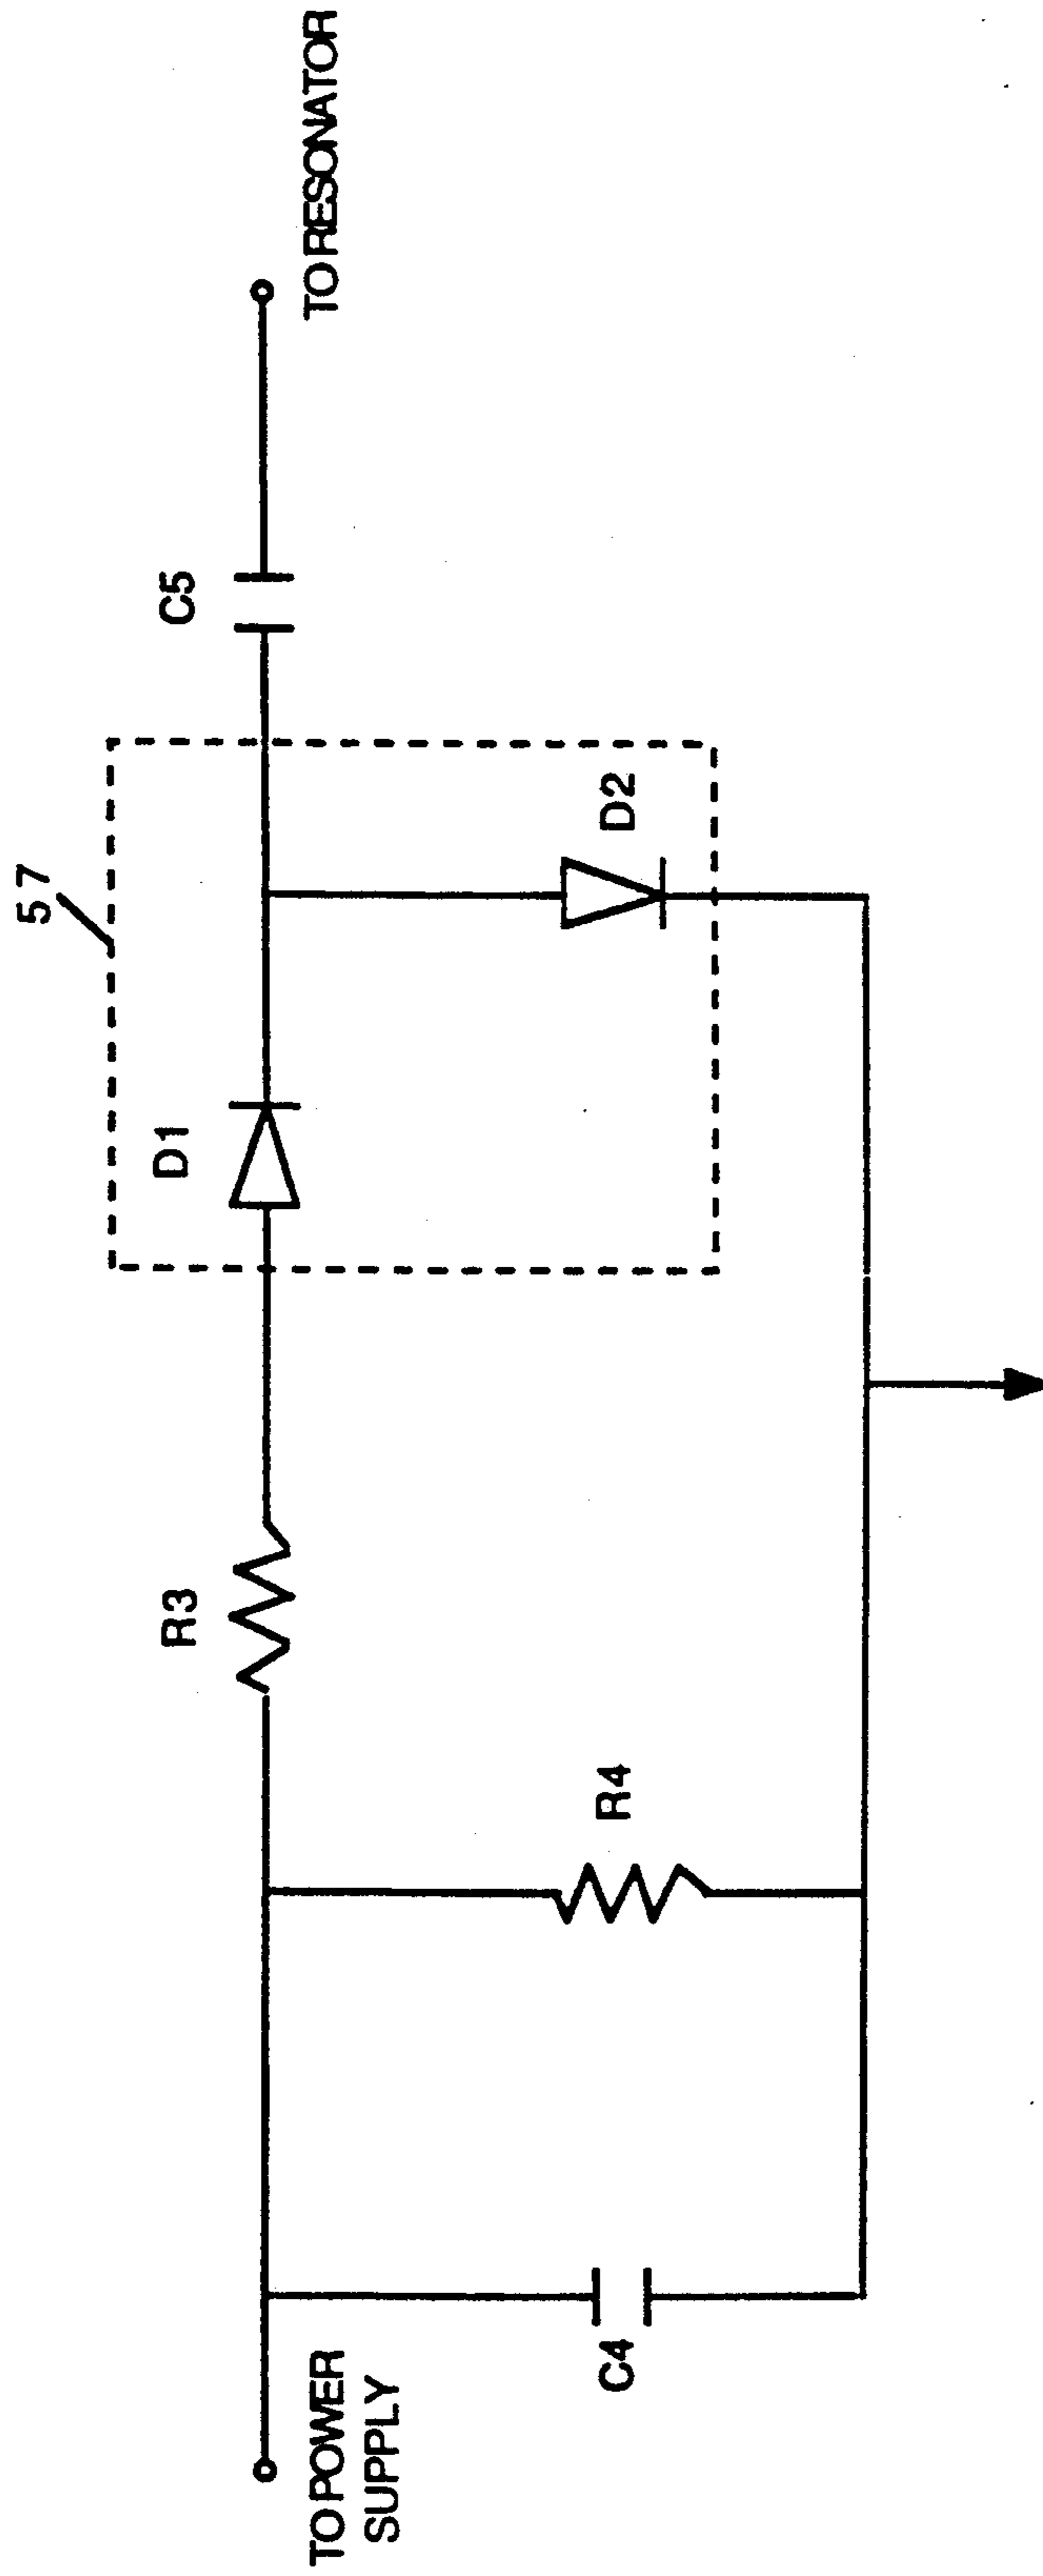 57
D1
C5
R3
D2
R4
C4
TO POWER
SUPPLY
TO RESONATOR